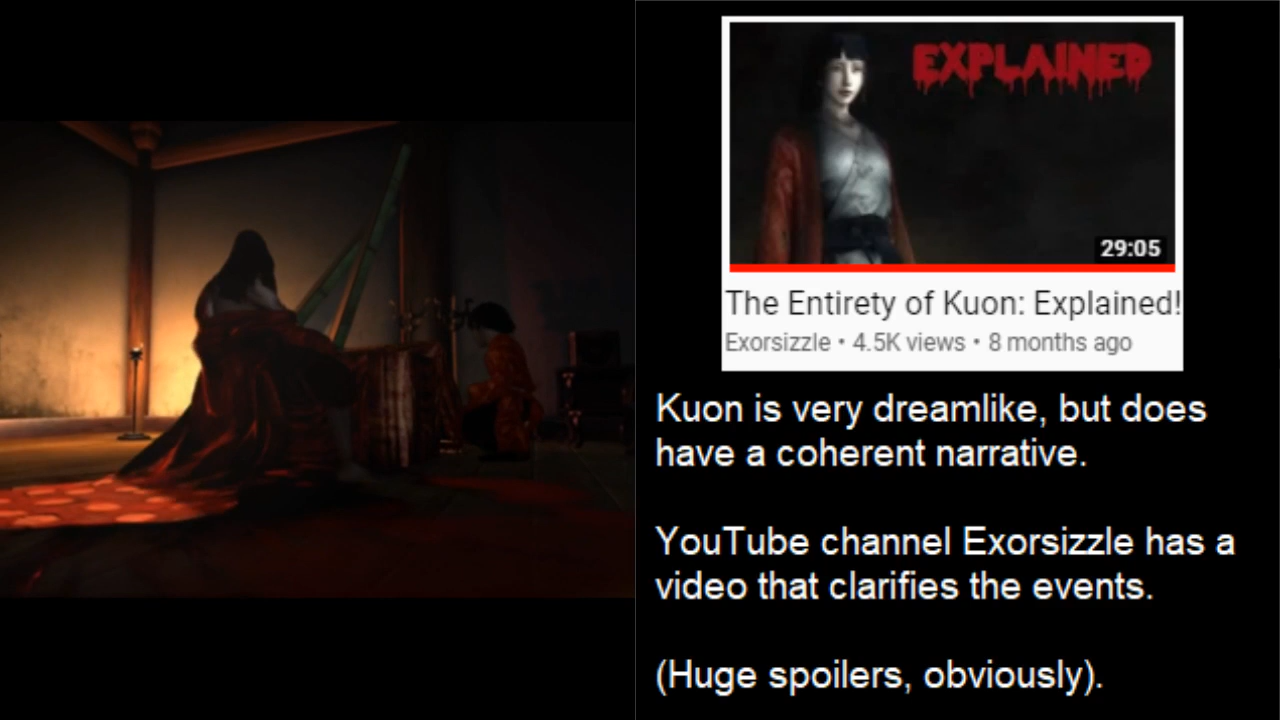 EXPLAINED
29:05
The Entirety of Kuon: Explained!
Exorsizzle • 4.5K views • 8 months ago
Kuon is very dreamlike, but does
have a coherent narrative.
YouTube channel Exorsizzle has a
video that clarifies the events.
(Huge spoilers, obviously).